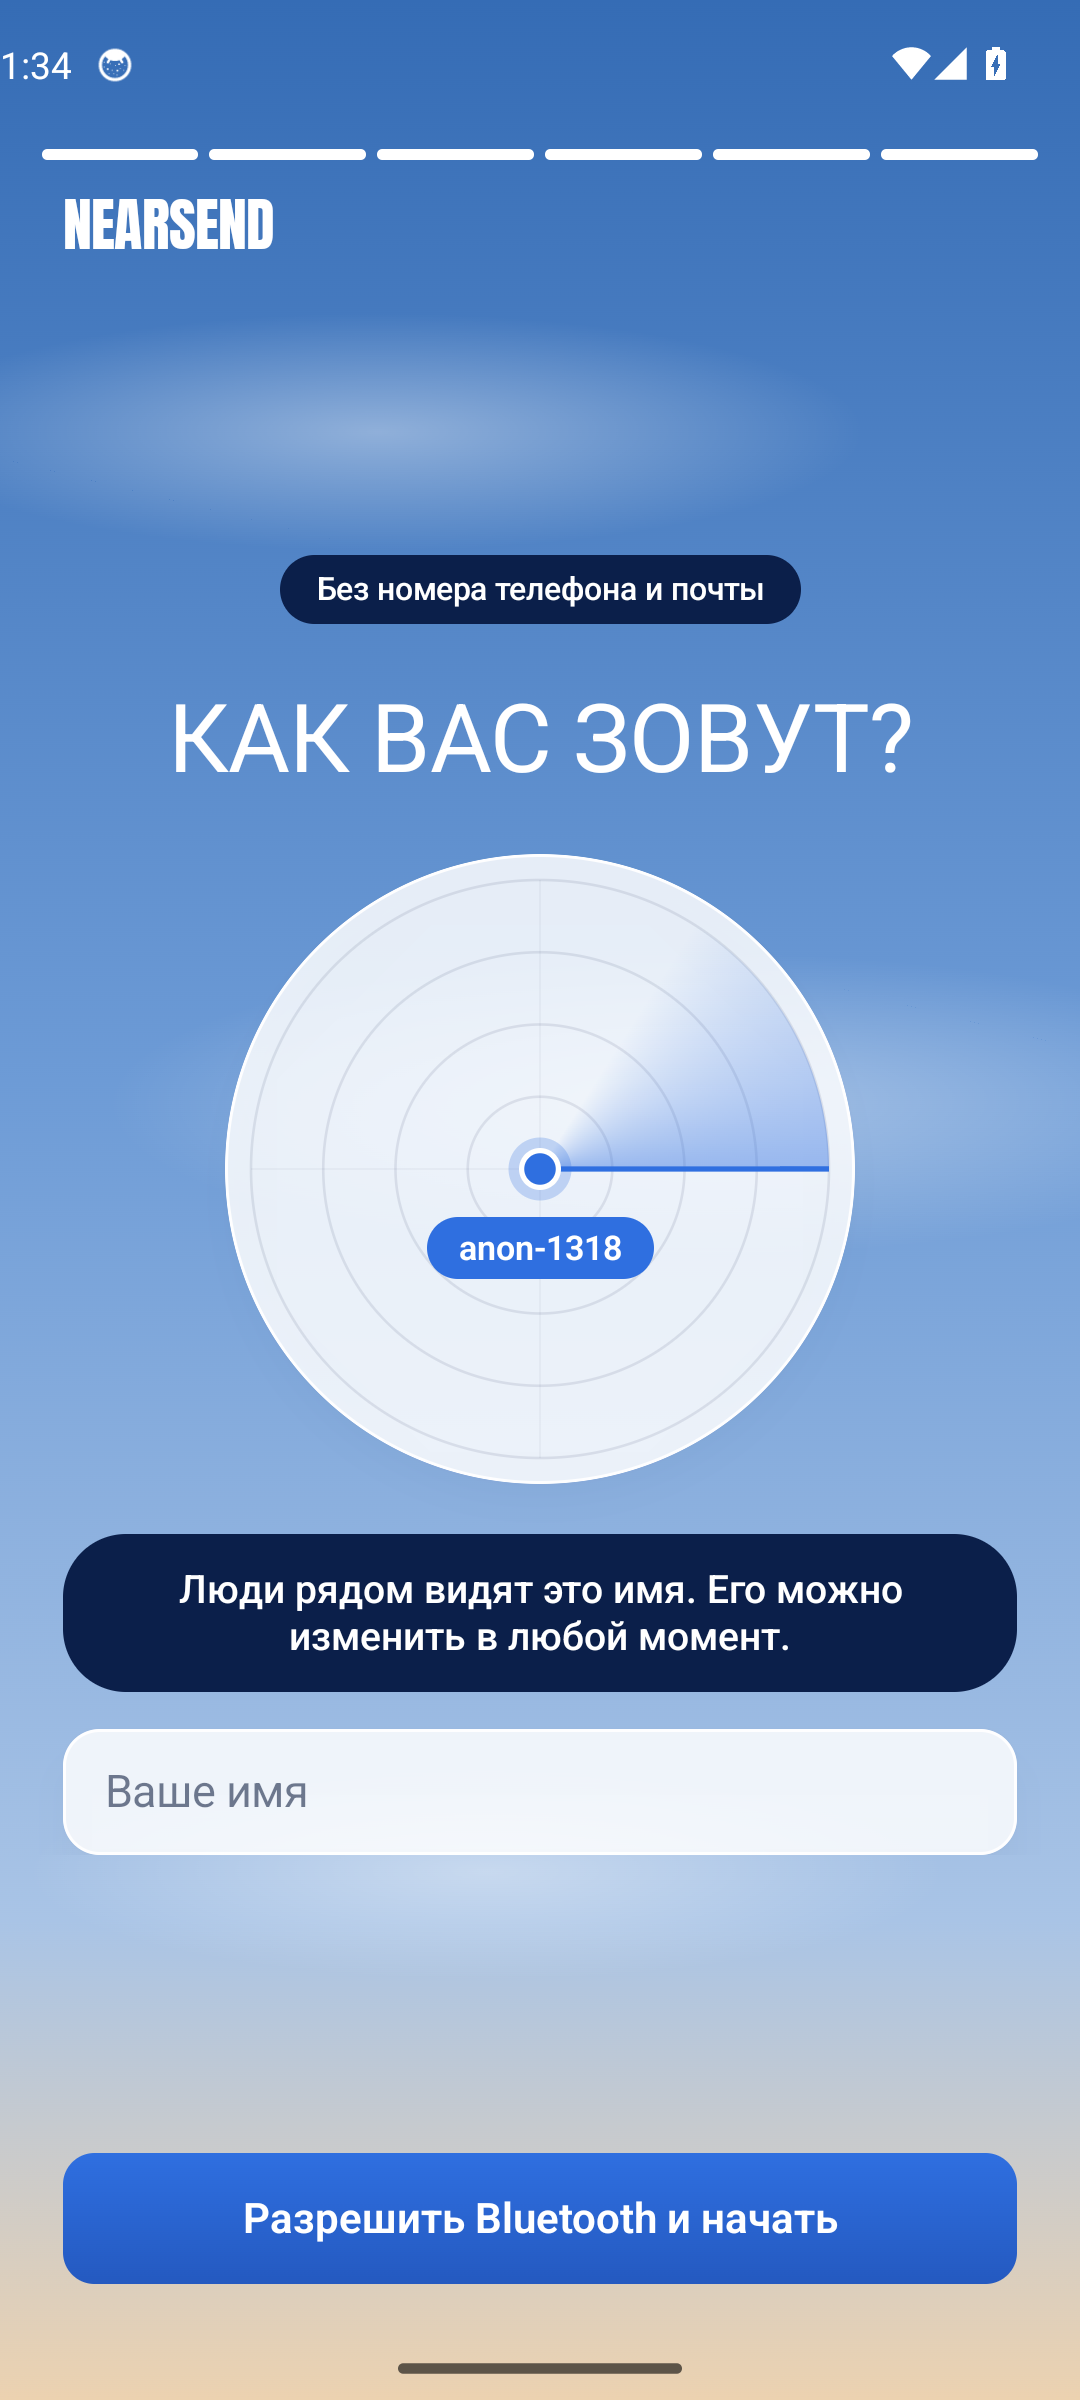 1:34
NEARSEND
Без номера телефона и почты
КАК ВАС ЗОВУТ?
anon-1318
Люди рядом видят это имя. Его можно
изменить в любой момент.
Ваше имя
Разрешить Bluetooth и начать